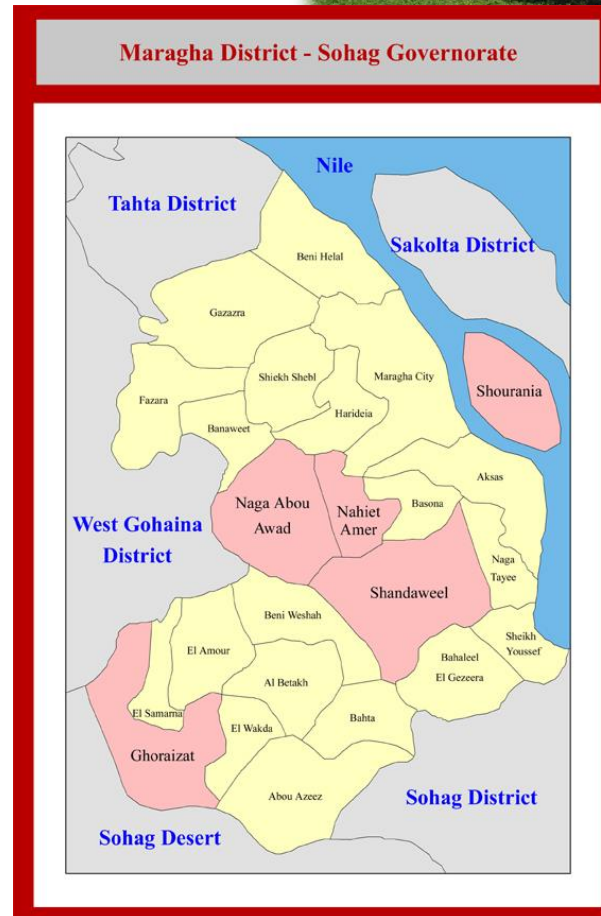 Maragha District - Sohag Governorate
Nile
Tahta District
Sakolta District
Beni Helal
Gazazra
Shiekh Shebl
Maragha City
Shourania
Fazara
Harideia
Banaweet
Aksas
Naga Abou
Awad
Nahiet
Amer
Basona
West Gohaina
District
Naga
Tayee
Shandaweel
Beni Weshah
Sheikh
Youssef
El Amour
Bahaleel
El Gezeera
Al Betakh
El Samarna
El Wakda
Bahta
Ghoraizat
Abou Azeez
Sohag District
Sohag Desert